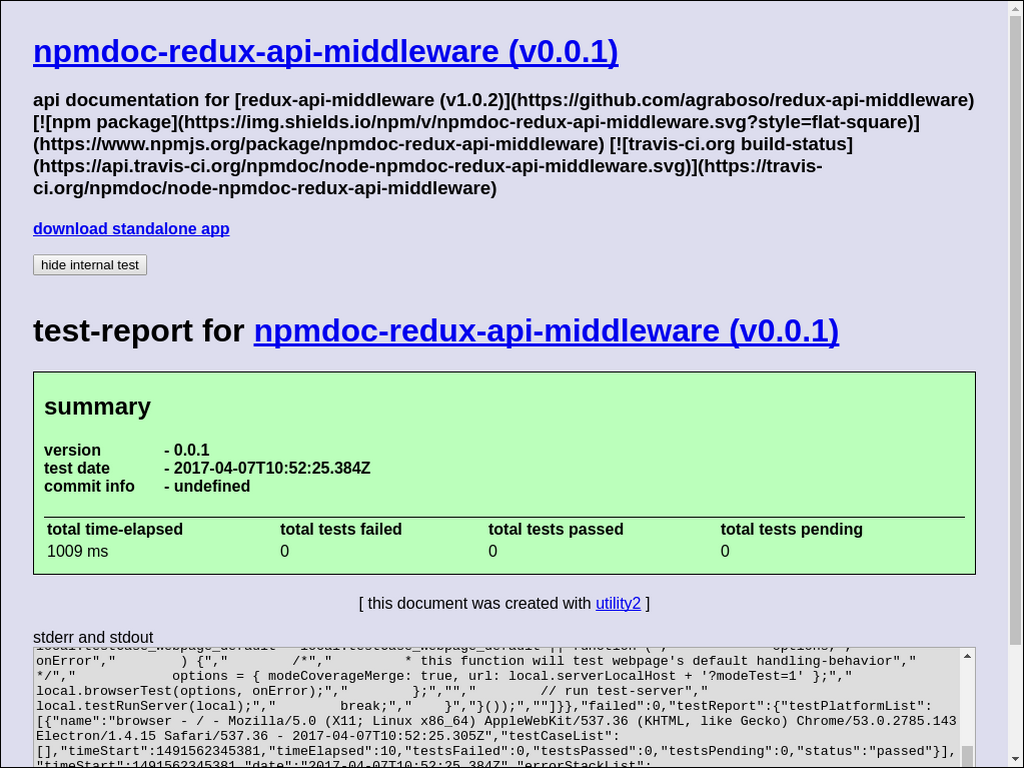 npmdoc-redux-api-middleware (v0.0.1)
api documentation for [redux-api-middleware (v1.0.2)](https://github.com/agraboso/redux-api-middleware)
[![npm package](https://img.shields.io/npm/v/npmdoc-redux-api-middleware.svg?style=flat-square)]
(https://www.npmjs.org/package/npmdoc-redux-api-middleware) [![travis-ci.org build-status]
(https://api.travis-ci.org/npmdoc/node-npmdoc-redux-api-middleware.svg)](https://travis-
ci.org/npmdoc/node-npmdoc-redux-api-middleware)
download standalone app
hide internal test
test-report for npmdoc-redux-api-middleware (v0.0.1)
summary
version - 0.0.1
test date - 2017-04-07T10:52:25.384Z
commit info - undefined
total time-elapsed total tests failed total tests passed total tests pending
1009 ms 0 0 0
[ this document was created with utility2 ]
stderr and stdout
onError","        ) {","        /*","         * this function will test webpage's default handling-behavior","
*/","            options = { modeCoverageMerge: true, url: local.serverLocalHost + '?modeTest=1' };","
local.browserTest(options, onError);","        };","","        // run test-server","
local.testRunServer(local);","        break;","    }","}());",""]}},"failed":0,"testReport":{"testPlatformList":
[{"name":"browser - / - Mozilla/5.0 (X11; Linux x86_64) AppleWebKit/537.36 (KHTML, like Gecko) Chrome/53.0.2785.143
Electron/1.4.15 Safari/537.36 - 2017-04-07T10:52:25.305Z","testCaseList":
[],"timeStart":1491562345381,"timeElapsed":10,"testsFailed":0,"testsPassed":0,"testsPending":0,"status":"passed"}],
"timeStart":1491562345381,"date":"2017-04-07T10:52:25.384Z","errorStackList":